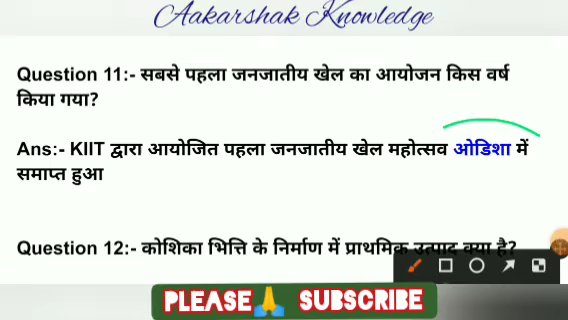 Aakarshak Knowledge
Question 11:- सबसे पहला जनजातीय खेल का आयोजन किस वर्ष
किया गया?
Ans:- KIIT द्वारा आयोजित पहला जनजातीय खेल महोत्सव ओडिशा में
समाप्त हुआ
Question 12:- कोशिका भित्ति के निर्माण में प्राथमिक उत्पाद क्या है?
PLEASE🙏 SUBSCRIBE